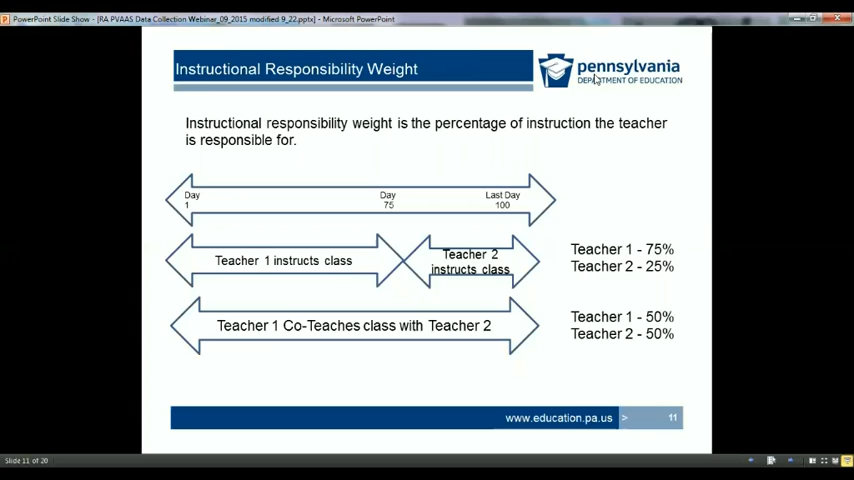 PowerPoint Slide Show - [RA PVAAS Data Collection Webinar_09_2015 modified 9_22.pptx] - Microsoft PowerPoint
Instructional Responsibility Weight
pennsylvania
DEPARTMENT OF EDUCATION
Instructional responsibility weight is the percentage of instruction the teacher
is responsible for.
Day
1
Day
75
Last Day
100
Teacher 1 instructs class
Teacher 2
instructs class
Teacher 1 - 75%
Teacher 2 - 25%
Teacher 1 Co-Teaches class with Teacher 2
Teacher 1 - 50%
Teacher 2 - 50%
www.education.pa.us
>
11
Slide 11 of 20